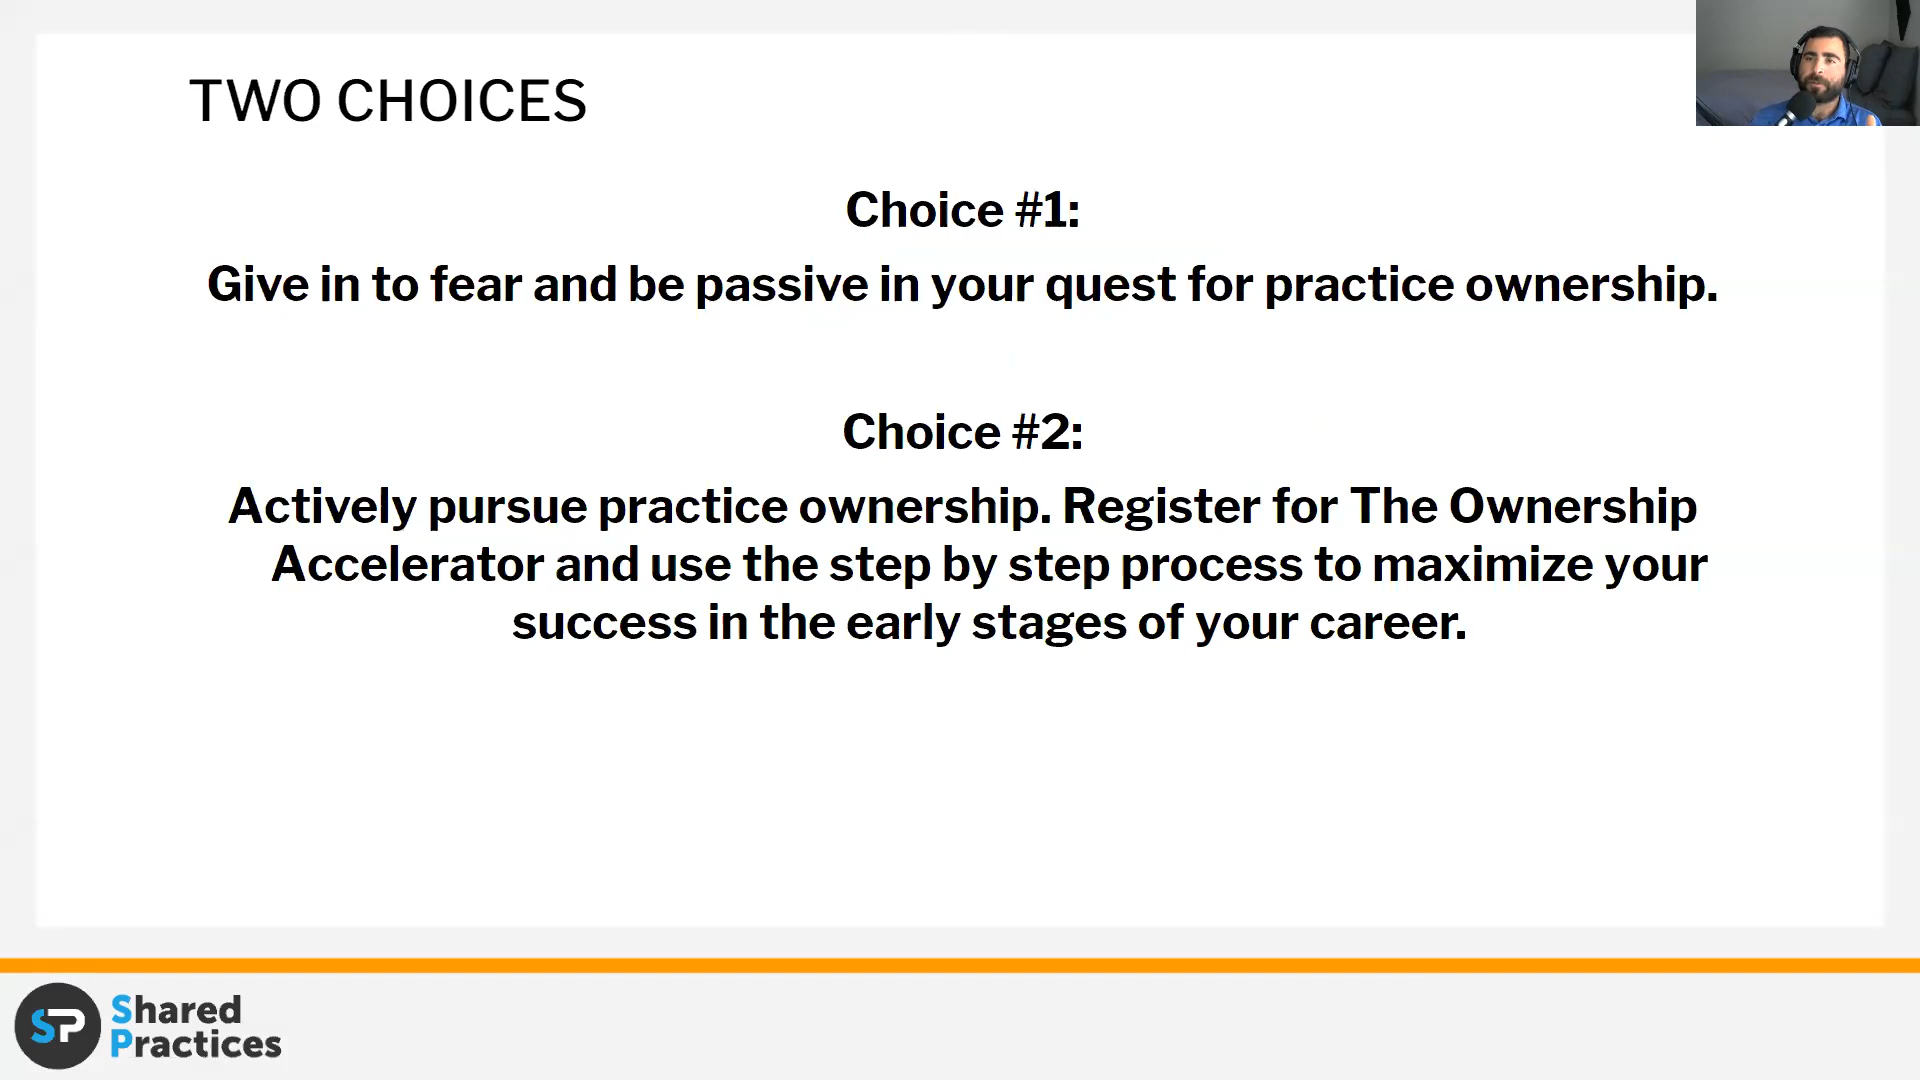 TWO CHOICES
Choice #1:
Give in to fear and be passive in your quest for practice ownership.
Choice #2:
Actively pursue practice ownership. Register for The Ownership
Accelerator and use the step by step process to maximize your
success in the early stages of your career.
SP
Shared
Practices